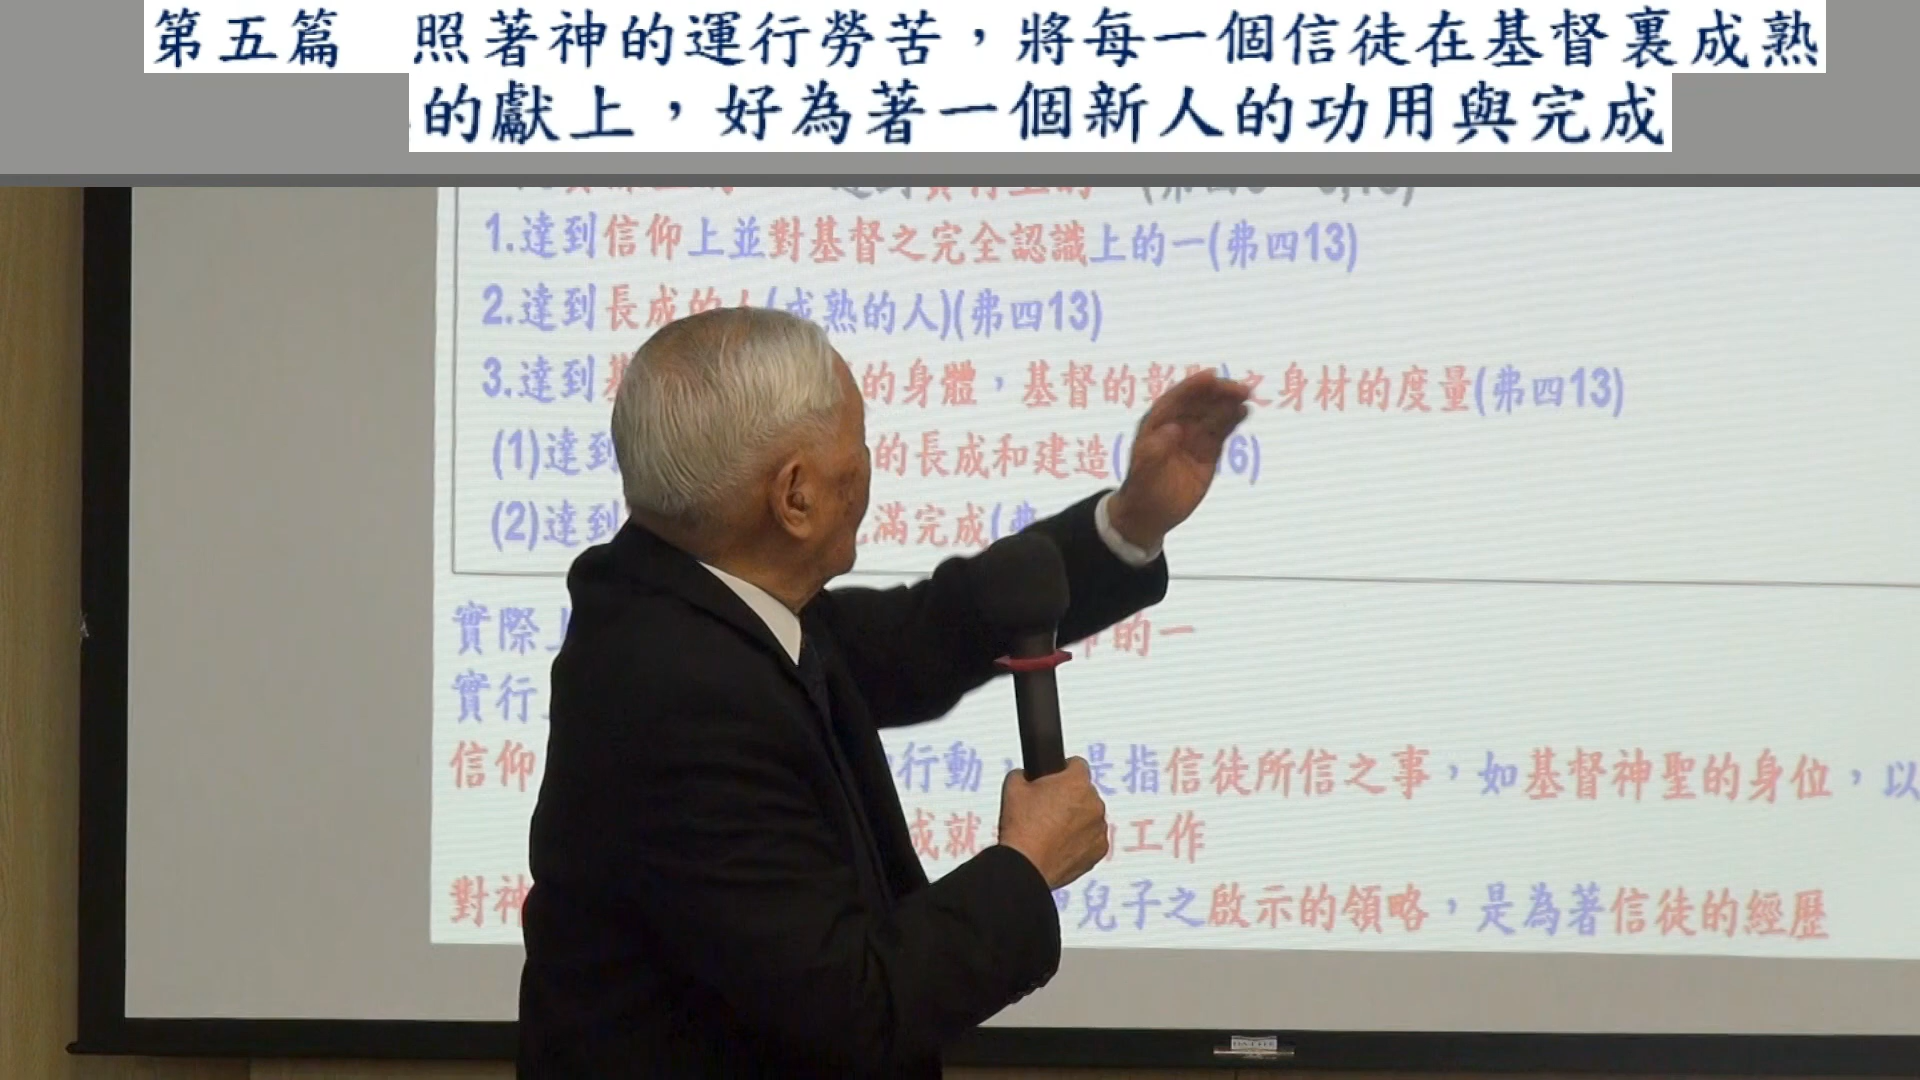 第五篇 照著神的運行勞苦，將每一個信徒在基督裏成熟
的獻上，好為著一個新人的功用與完成
1.達到信仰上並對基督之完全認識上的一(弗四13)
2.達到長成的人(成熟的人)(弗四13)
3.達到 的身體，基督的彰 之身材的度量(弗四13)
(1)達到 的長成和建造( 6)
(2)達到 滿完成(弗
實際上 的一
實行
信仰 行動， 是指信徒所信之事，如基督神聖的身位，以
成就 工作
對神 兒子之啟示的領略，是為著信徒的經歷